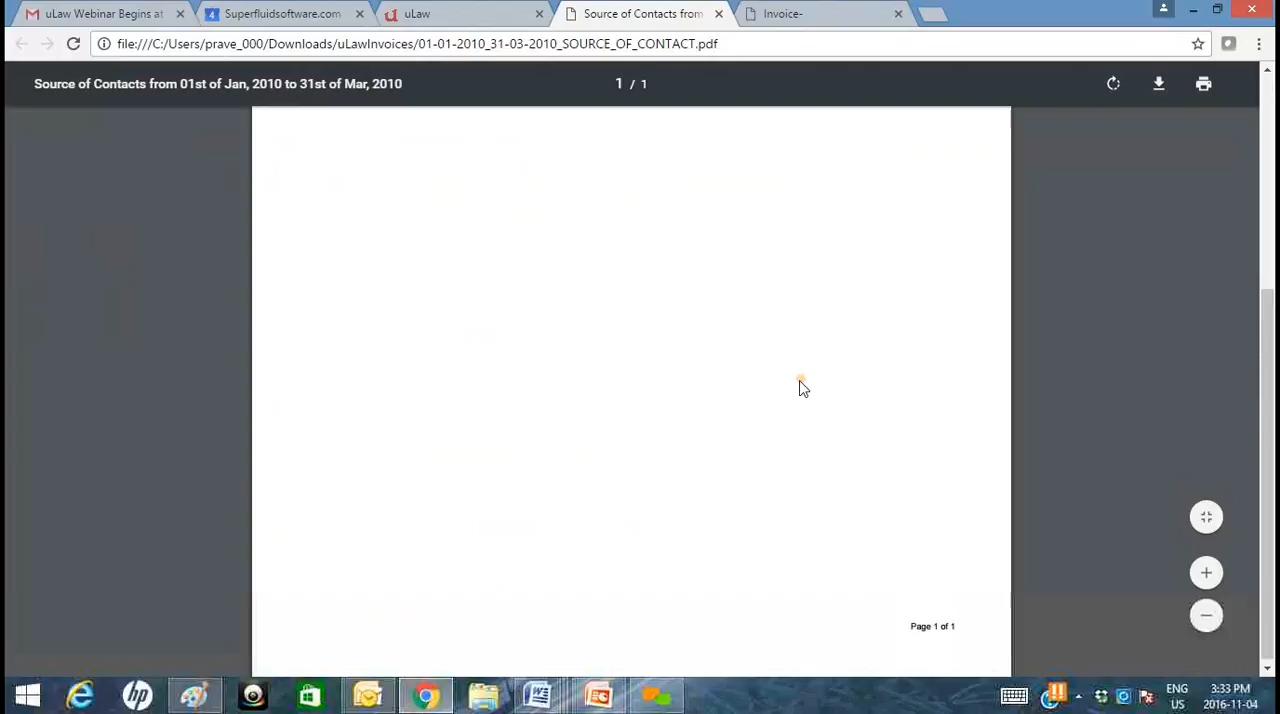 uLaw Webinar Begins at
Superfluidsoftware.com
uLaw
Source of Contacts from
Invoice-
file:///C:/Users/prave_000/Downloads/uLawInvoices/01-01-2010_31-03-2010_SOURCE_OF_CONTACT.pdf
Source of Contacts from 01st of Jan, 2010 to 31st of Mar, 2010
1 / 1
Page 1 of 1
ENG 3:33 PM
US 2016-11-04